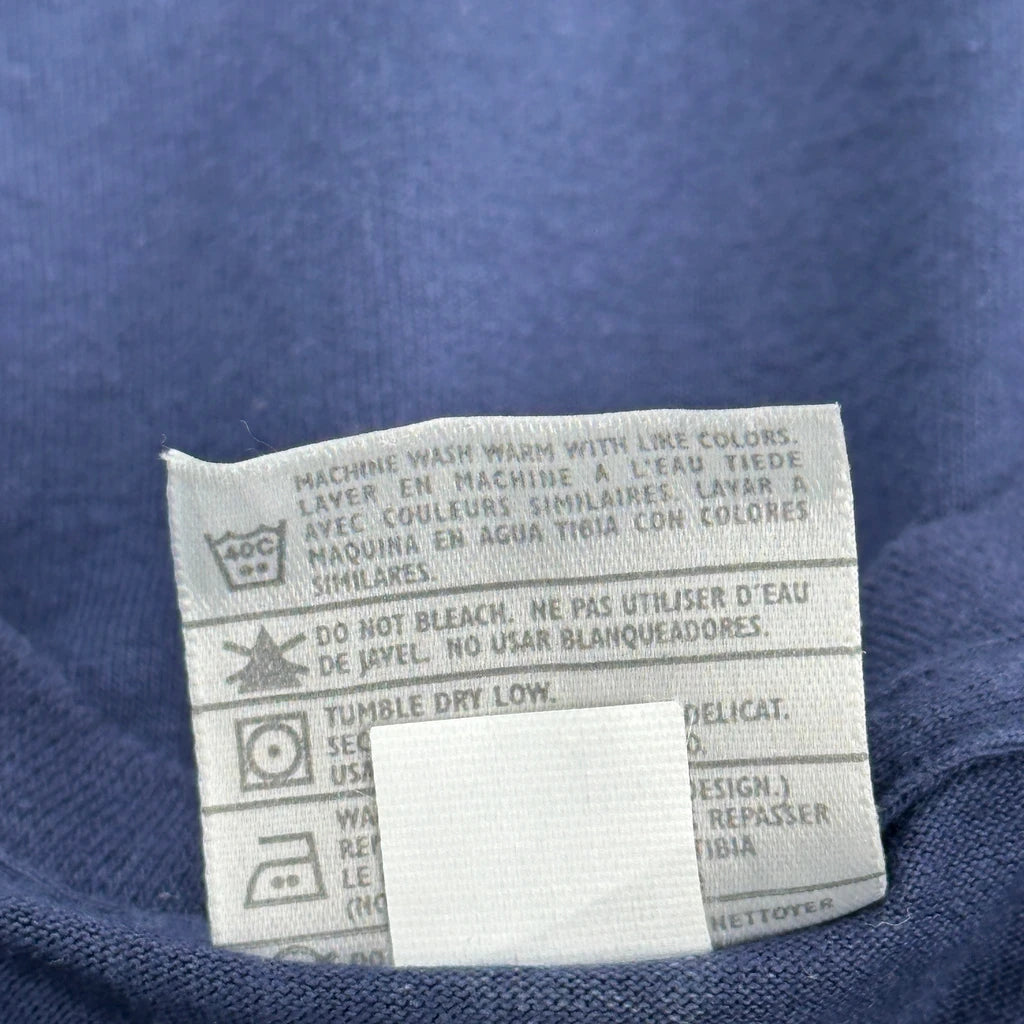 MACHINE WASH WARM WITH LIKE COLORS.
LAVER EN MACHINE A L'EAU TIEDE
AVEC COULEURS SIMILAIRES. LAVAR A
MAQUINA EN AGUA TIBIA CON COLORES
SIMILARES.
40C
DO NOT BLEACH. NE PAS UTILISER D'EAU
DE JAVEL. NO USAR BLANQUEADORES.
TUMBLE DRY LOW.
DELICAT.
DESIGN.)
REPASSER
LE TIBIA
NETTOYER